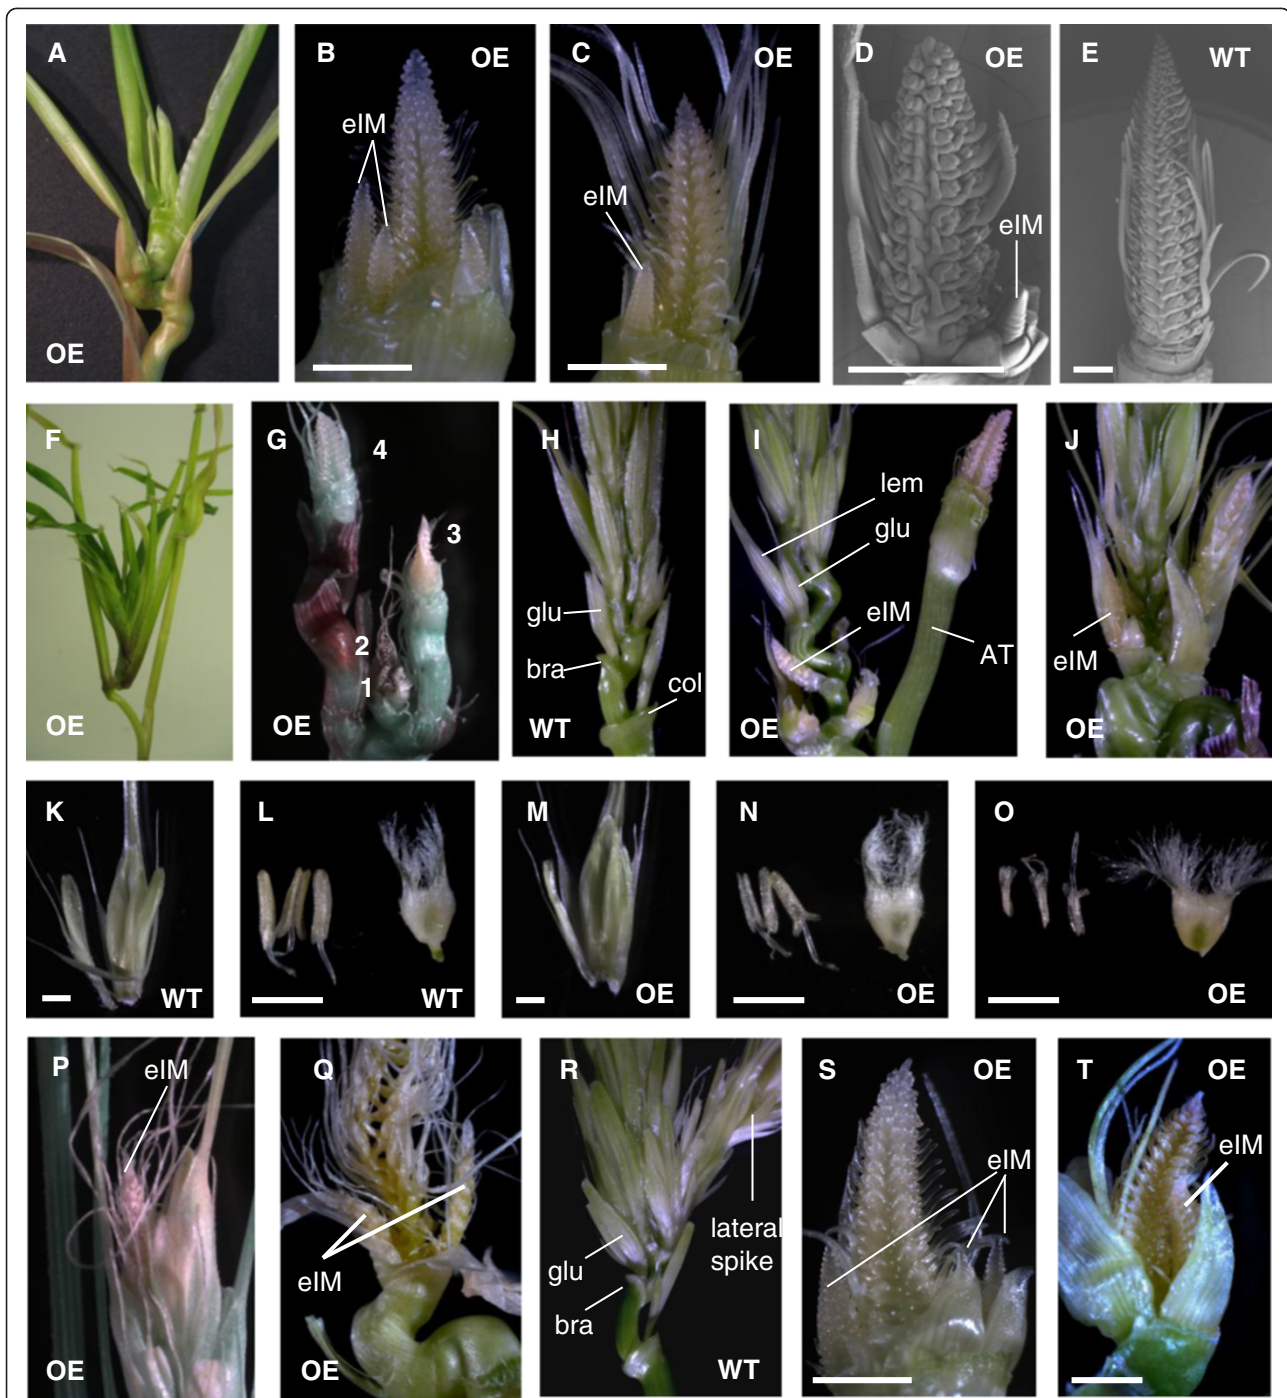 A
OE
B
OE
eIM
C
OE
eIM
D
OE
eIM
E
WT
F
OE
G
4
3
2
1
OE
H
glu
bra
col
WT
I
lem
glu
eIM
AT
OE
J
eIM
OE
K
WT
L
WT
M
OE
N
OE
O
OE
P
eIM
OE
Q
eIM
OE
R
lateral
spike
glu
bra
WT
S
OE
eIM
T
OE
eIM